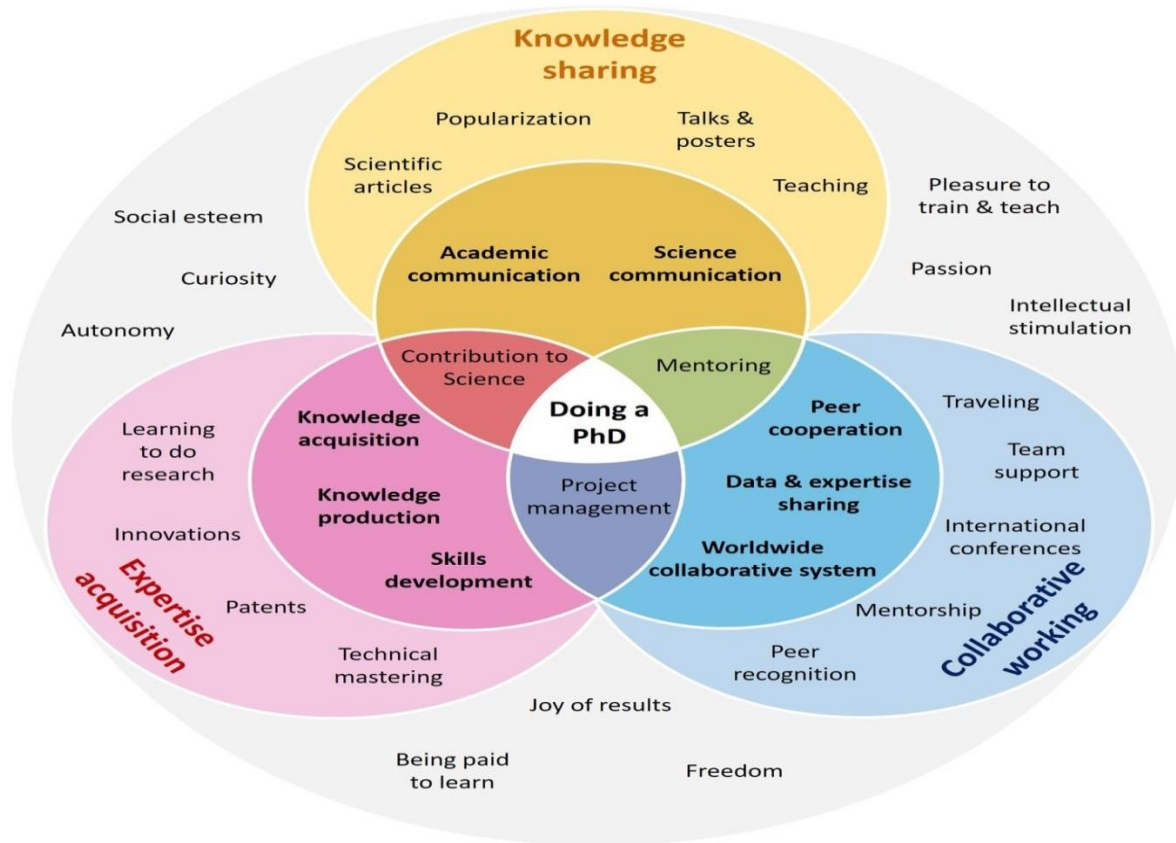 Knowledge
sharing
Popularization
Talks &
posters
Scientific
articles
Teaching
Pleasure to
train & teach
Social esteem
Academic
communication
Science
communication
Curiosity
Passion
Autonomy
Intellectual
stimulation
Contribution to
Science
Mentoring
Doing a
PhD
Knowledge
acquisition
Peer
cooperation
Traveling
Learning
to do
research
Team
support
Project
management
Data & expertise
sharing
Knowledge
production
Innovations
International
conferences
Skills
development
Worldwide
collaborative system
Expertise
acquisition
Patents
Mentorship
Collaborative
working
Technical
mastering
Peer
recognition
Joy of results
Being paid
to learn
Freedom